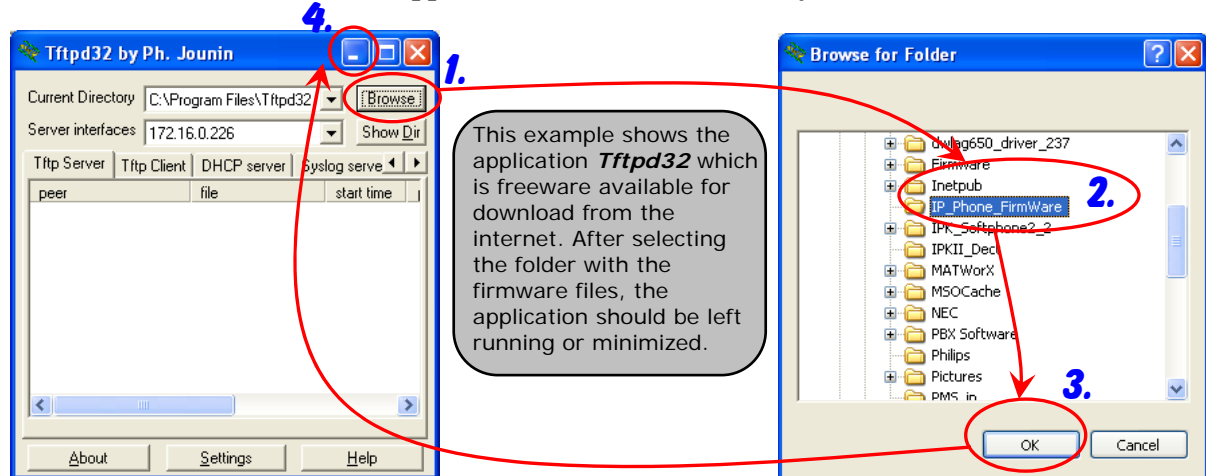 4.
Tftpd32 by Ph. Jounin
1.
Current Directory C:\Program Files\Tftpd32 Browse
Server interfaces 172.16.0.226 Show Dir
Tftp Server Tftp Client DHCP server Syslog serve
peer file start time
About Settings Help
This example shows the
application Tftpd32 which
is freeware available for
download from the
internet. After selecting
the folder with the
firmware files, the
application should be left
running or minimized.
Browse for Folder
dwlag650_driver_237
Firmware
Inetpub
2.
IP_Phone_FirmWare
IPK_Softphone2_2
MATWorX
MSOCache
NEC
PBX Software
Philips
Pictures
3.
OK Cancel